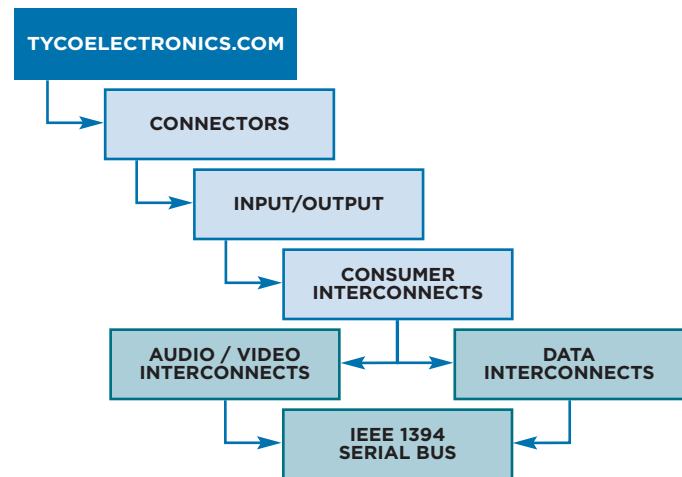 TYCOELECTRONICS.COM
CONNECTORS
INPUT/OUTPUT
CONSUMER
INTERCONNECTS
AUDIO / VIDEO
INTERCONNECTS
DATA
INTERCONNECTS
IEEE 1394
SERIAL BUS